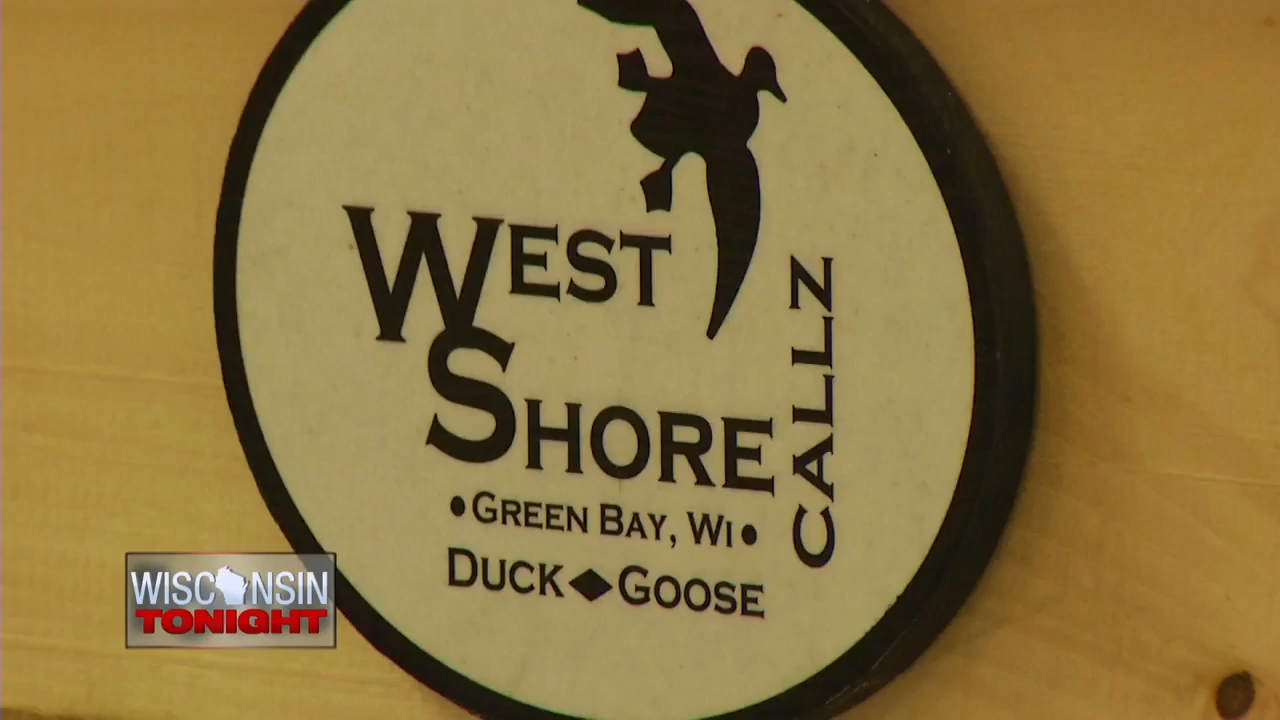 West
Shore
Callz
•Green Bay, Wi•
Duck◆Goose
WISCONSIN
TONIGHT